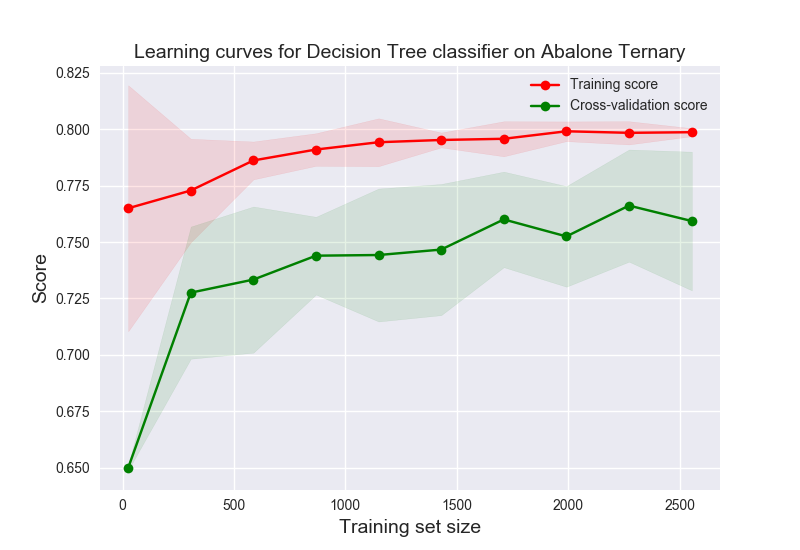 Learning curves for Decision Tree classifier on Abalone Ternary
Training score
Cross-validation score
0.825
0.800
0.775
0.750
0.725
0.700
0.675
0.650
Score
0
500
1000
1500
2000
2500
Training set size